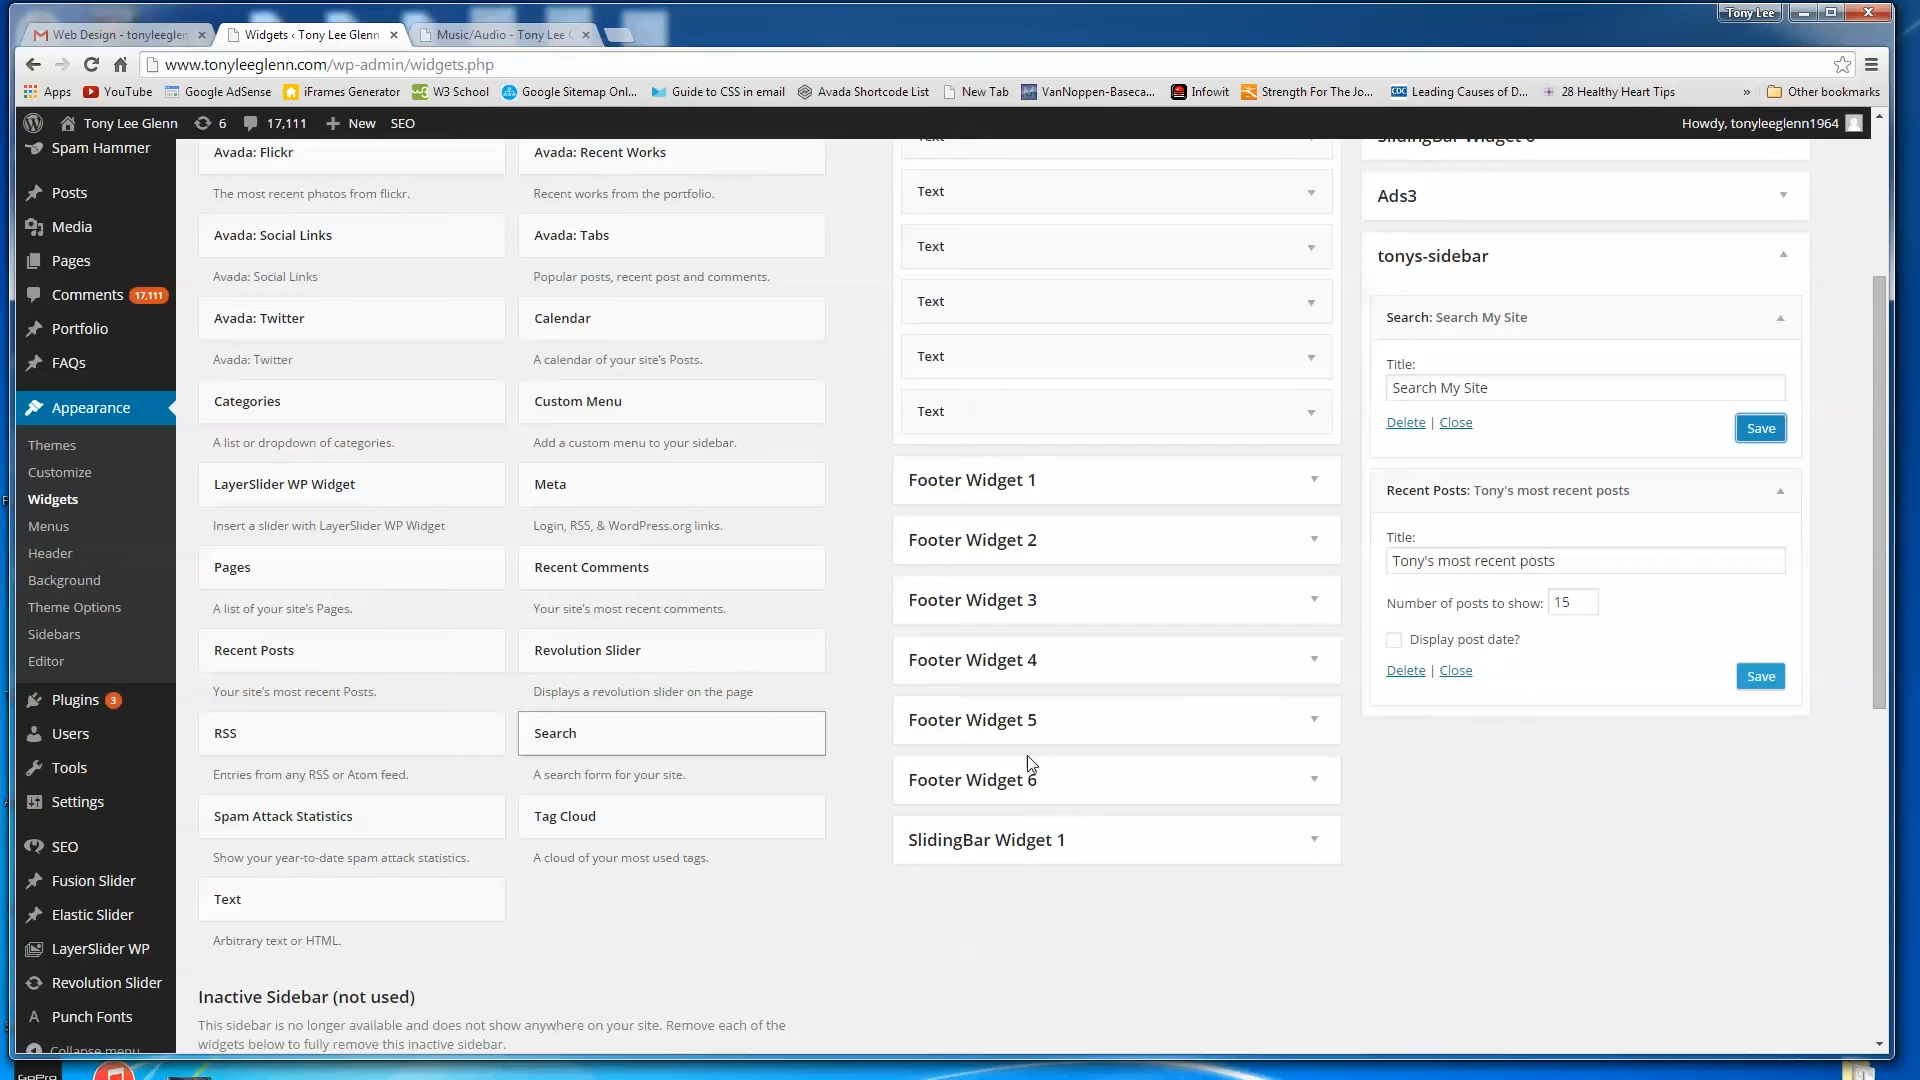 Tony Lee
Web Design - tonyleeglen
Widgets ‹ Tony Lee Glenn
Music/Audio - Tony Lee G
www.tonyleeglenn.com/wp-admin/widgets.php
Apps
YouTube
Google AdSense
iFrames Generator
W3 School
Google Sitemap Onl...
Guide to CSS in email
Avada Shortcode List
New Tab
VanNoppen-Baseca...
Infowit
Strength For The Jo...
CDC
Leading Causes of D...
28 Healthy Heart Tips
»
Other bookmarks
Tony Lee Glenn
6
17,111
New
SEO
Howdy, tonyleeglenn1964
Spam Hammer
Posts
Media
Pages
Comments 17,111
Portfolio
FAQs
Appearance
Themes
Customize
Widgets
Menus
Header
Background
Theme Options
Sidebars
Editor
Plugins 3
Users
Tools
Settings
SEO
Fusion Slider
Elastic Slider
LayerSlider WP
Revolution Slider
Punch Fonts
Collapse menu
Avada: Flickr
The most recent photos from flickr.
Avada: Social Links
Avada: Social Links
Avada: Twitter
Avada: Twitter
Categories
A list or dropdown of categories.
LayerSlider WP Widget
Insert a slider with LayerSlider WP Widget
Pages
A list of your site's Pages.
Recent Posts
Your site's most recent Posts.
RSS
Entries from any RSS or Atom feed.
Spam Attack Statistics
Show your year-to-date spam attack statistics.
Text
Arbitrary text or HTML.
Avada: Recent Works
Recent works from the portfolio.
Avada: Tabs
Popular posts, recent post and comments.
Calendar
A calendar of your site's Posts.
Custom Menu
Add a custom menu to your sidebar.
Meta
Login, RSS, & WordPress.org links.
Recent Comments
Your site's most recent comments.
Revolution Slider
Displays a revolution slider on the page
Search
A search form for your site.
Tag Cloud
A cloud of your most used tags.
Inactive Sidebar (not used)
This sidebar is no longer available and does not show anywhere on your site. Remove each of the
widgets below to fully remove this inactive sidebar.
Text
Text
Text
Text
Text
Text
Footer Widget 1
Footer Widget 2
Footer Widget 3
Footer Widget 4
Footer Widget 5
Footer Widget 6
SlidingBar Widget 1
SlidingBar Widget 6
Ads3
tonys-sidebar
Search: Search My Site
Title:
Search My Site
Delete | Close
Save
Recent Posts: Tony's most recent posts
Title:
Tony's most recent posts
Number of posts to show: 15
Display post date?
Delete | Close
Save
GoPro